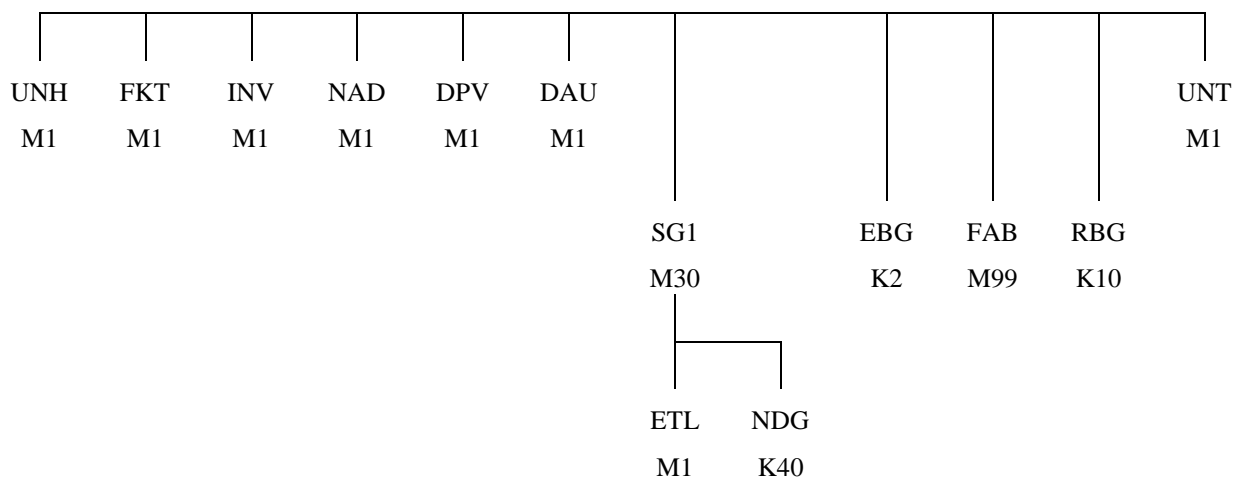 UNH FKT INV NAD DPV DAU UNT
M1 M1 M1 M1 M1 M1 M1
SG1 EBG FAB RBG
M30 K2 M99 K10
ETL NDG
M1 K40